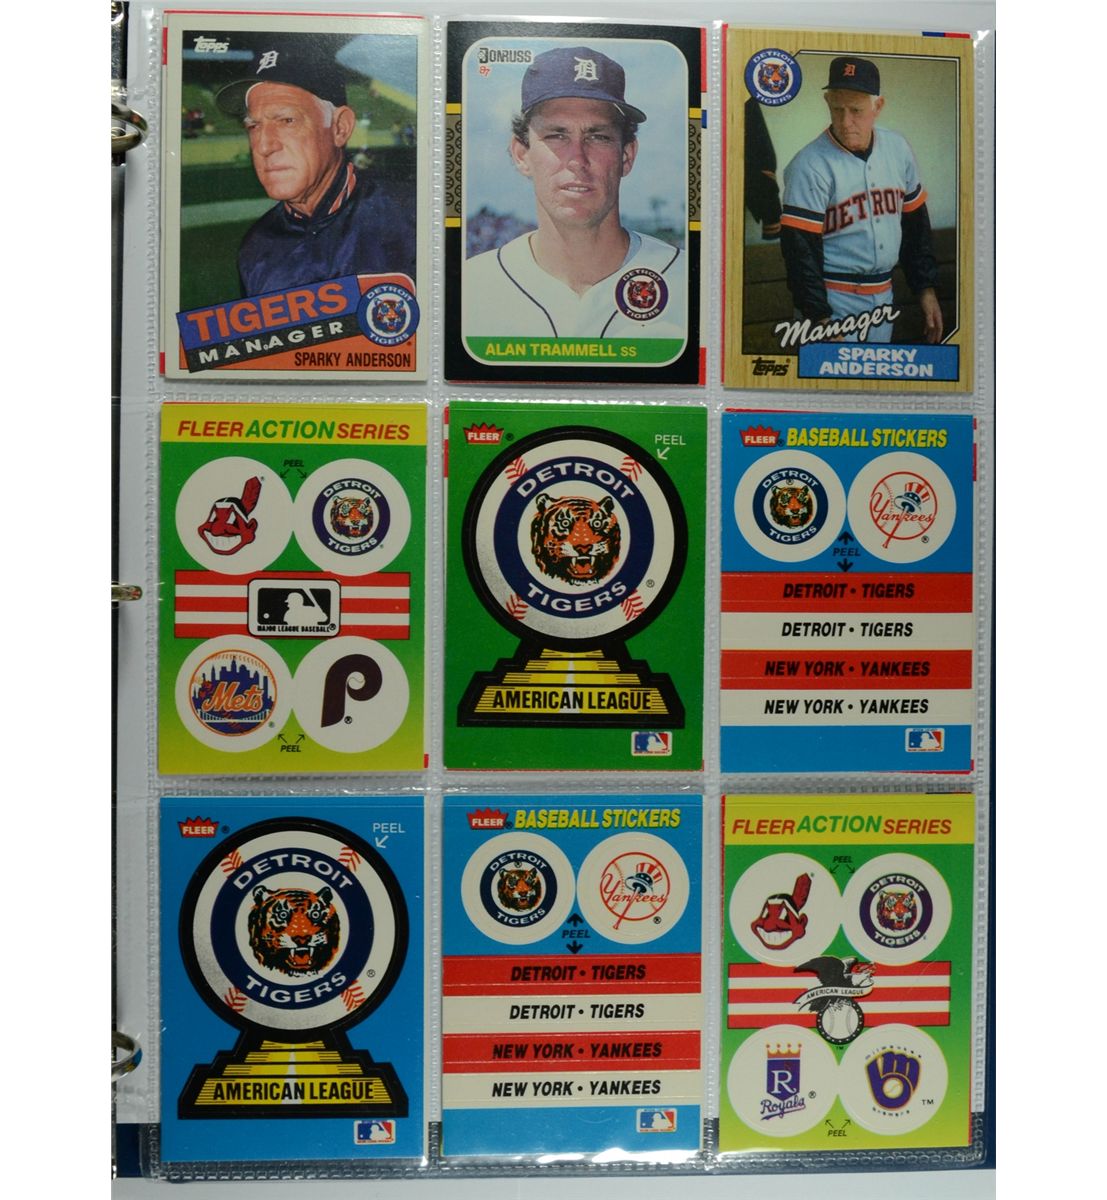 Topps
D
TIGERS
MANAGER
DETROIT
TIGERS
SPARKY ANDERSON
DONRUSS
87
D
DETROIT
TIGERS
ALAN TRAMMELL SS
DETROIT
TIGERS
D
DETROIT
Manager
Topps
SPARKY
ANDERSON
FLEER ACTION SERIES
PEEL
DETROIT
TIGERS
MAJOR LEAGUE BASEBALL®
Mets
P
®
PEEL
FLEER®
PEEL
DETROIT
TIGERS
®
AMERICAN LEAGUE
FLEER® BASEBALL STICKERS
DETROIT
TIGERS
Yankees
®
PEEL
DETROIT • TIGERS
DETROIT • TIGERS
NEW YORK • YANKEES
NEW YORK • YANKEES
FLEER®
PEEL
DETROIT
TIGERS
®
AMERICAN LEAGUE
FLEER® BASEBALL STICKERS
DETROIT
TIGERS
Yankees
®
PEEL
DETROIT • TIGERS
DETROIT • TIGERS
NEW YORK • YANKEES
NEW YORK • YANKEES
FLEER ACTION SERIES
PEEL
DETROIT
TIGERS
AMERICAN LEAGUE
TM
R
Royals
®
MILWAUKEE
BREWERS
TM
PEEL